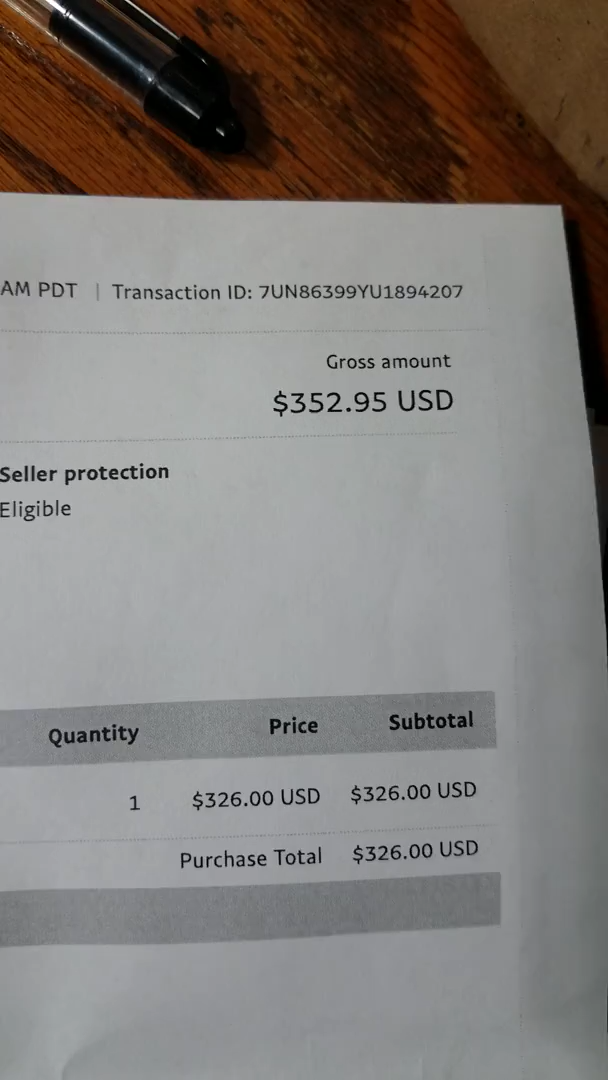 AM PDT | Transaction ID: 7UN86399YU1894207
Gross amount
$352.95 USD
Seller protection
Eligible
Quantity Price Subtotal
1 $326.00 USD $326.00 USD
Purchase Total $326.00 USD